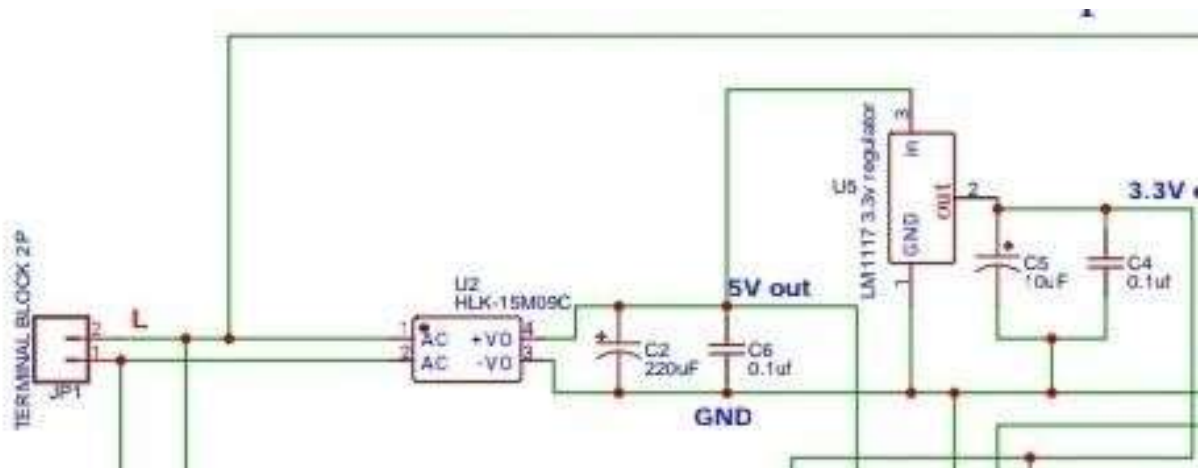 TERMINAL BLOCK 2P
JP1
2
1
L
U2
HLK-15M09C
1
2
AC
AC
+VO
-VO
4
3
C2
220uF
5V out
C6
0.1uf
GND
U5
LM1117 3.3v regulator
3
in
out
GND
2
1
C5
10uF
C4
0.1uf
3.3V